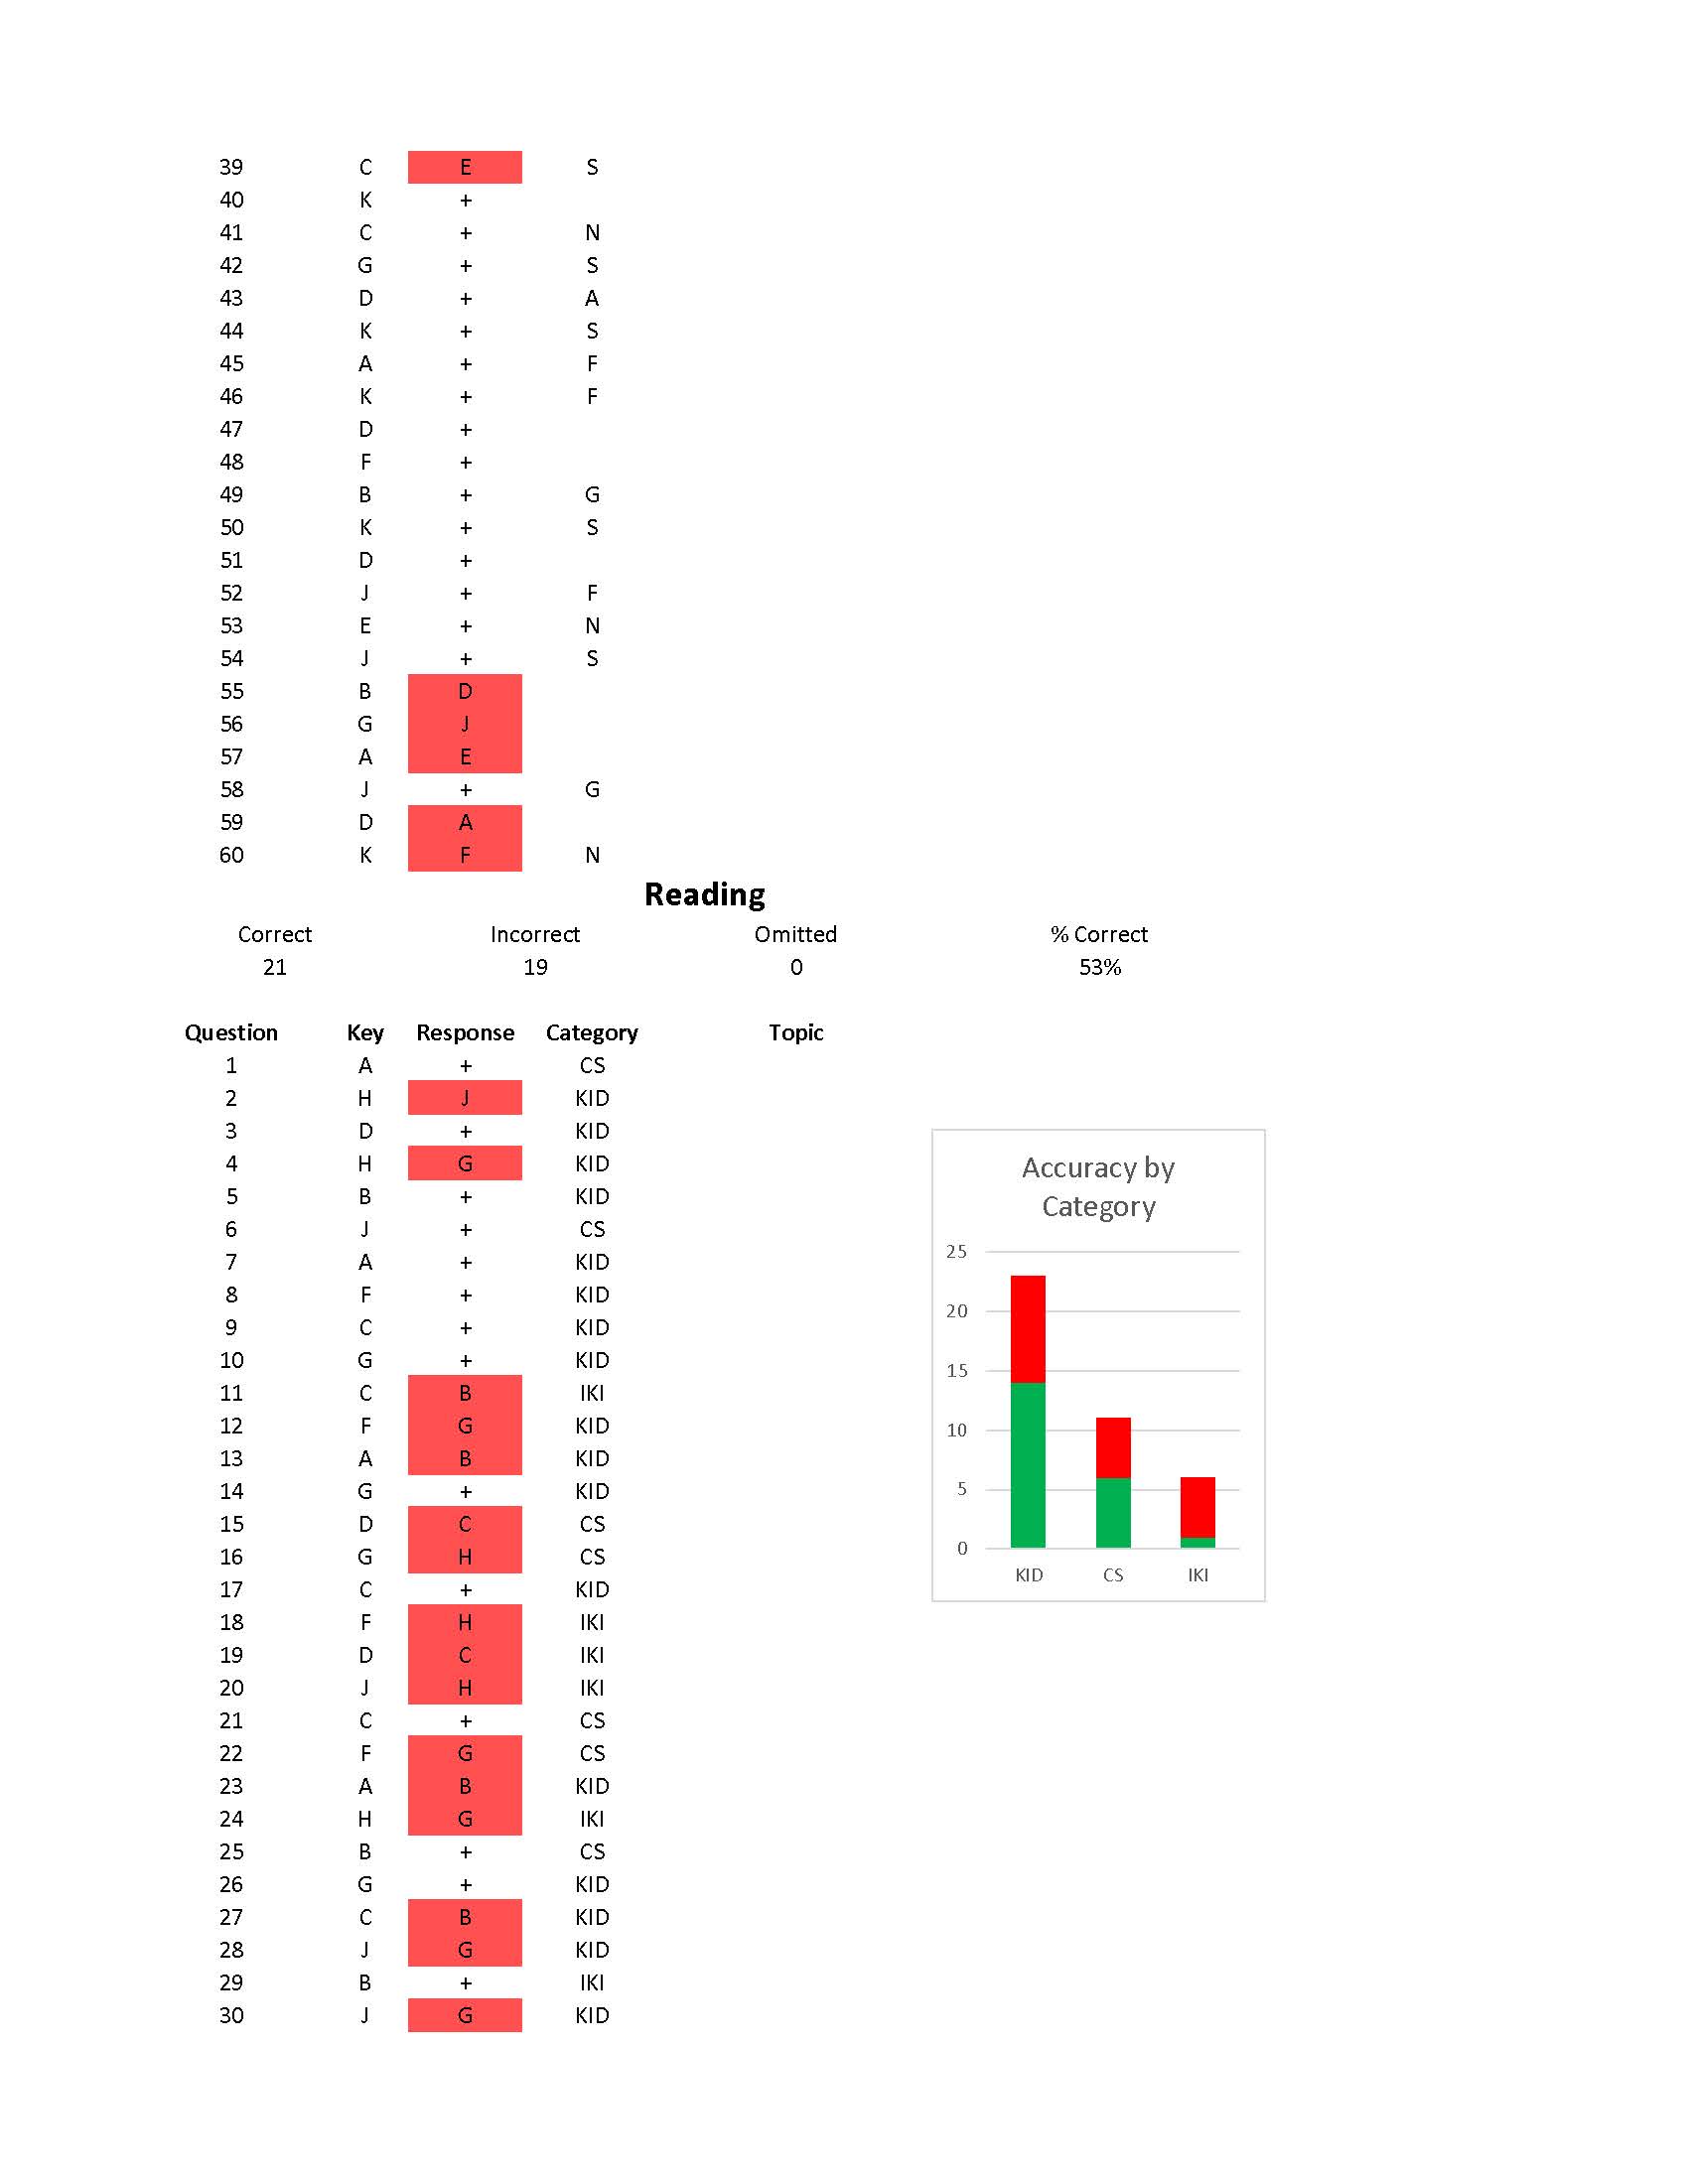 39 C E S
40 K +
41 C + N
42 G + S
43 D + A
44 K + S
45 A + F
46 K + F
47 D +
48 F +
49 B + G
50 K + S
51 D +
52 J + F
53 E + N
54 J + S
55 B D
56 G J
57 A E
58 J + G
59 D A
60 K F N
Reading
Correct Incorrect Omitted % Correct
21 19 0 53%
Question Key Response Category Topic
1 A + CS
2 H J KID
3 D + KID
4 H G KID
5 B + KID
6 J + CS
7 A + KID
8 F + KID
9 C + KID
10 G + KID
11 C B IKI
12 F G KID
13 A B KID
14 G + KID
15 D C CS
16 G H CS
17 C + KID
18 F H IKI
19 D C IKI
20 J H IKI
21 C + CS
22 F G CS
23 A B KID
24 H G IKI
25 B + CS
26 G + KID
27 C B KID
28 J G KID
29 B + IKI
30 J G KID
Accuracy by
Category
25
20
15
10
5
0
KID CS IKI